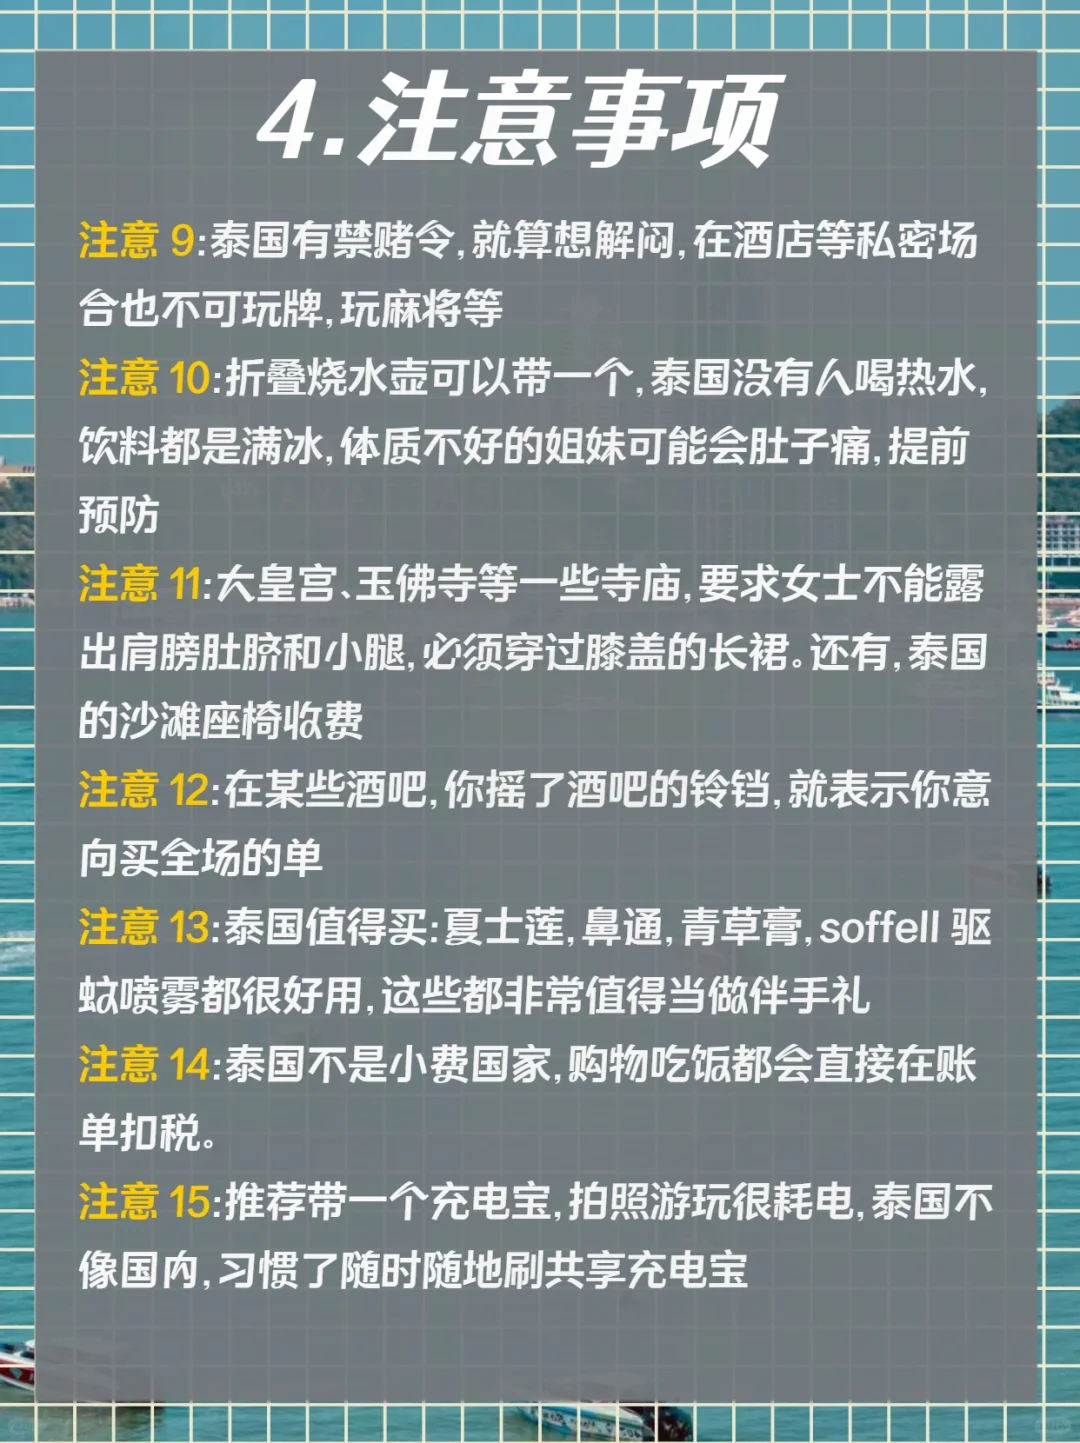 4.注意事项
注意 9:泰国有禁赌令,就算想解闷,在酒店等私密场
合也不可玩牌,玩麻将等
注意 10:折叠烧水壶可以带一个,泰国没有人喝热水,
饮料都是满冰,体质不好的姐妹可能会肚子痛,提前
预防
注意 11:大皇宫、玉佛寺等一些寺庙,要求女士不能露
出肩膀肚脐和小腿,必须穿过膝盖的长裙。还有,泰国
的沙滩座椅收费
注意 12:在某些酒吧,你摇了酒吧的铃铛,就表示你意
向买全场的单
注意 13:泰国值得买:夏士莲,鼻通,青草膏,soffell 驱
蚊喷雾都很好用,这些都非常值得当做伴手礼
注意 14:泰国不是小费国家,购物吃饭都会直接在账
单扣税。
注意 15:推荐带一个充电宝,拍照游玩很耗电,泰国不
像国内,习惯了随时随地刷共享充电宝